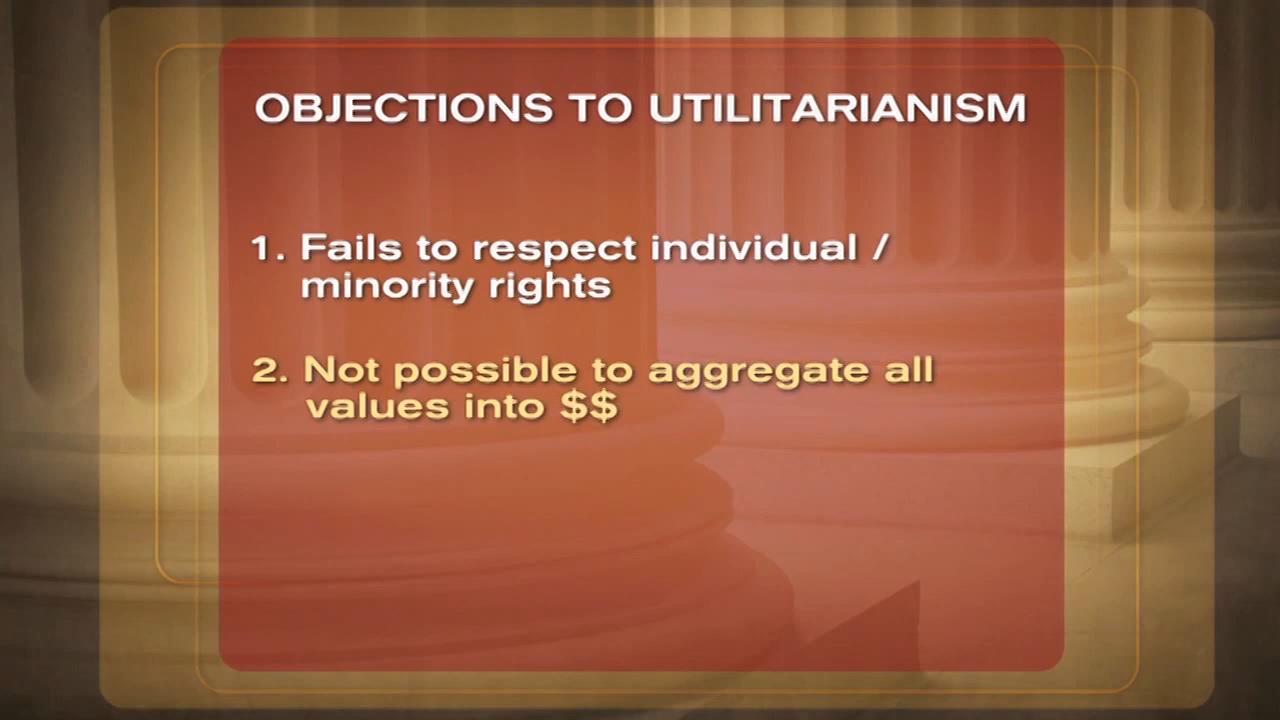 OBJECTIONS TO UTILITARIANISM
1. Fails to respect individual /
minority rights
2. Not possible to aggregate all
values into $$